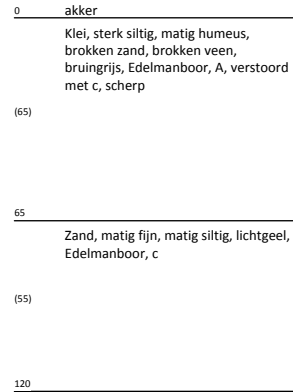 0 akker
Klei, sterk siltig, matig humeus,
brokken zand, brokken veen,
bruingrijs, Edelmanboor, A, verstoord
met c, scherp
(65)
65
Zand, matig fijn, matig siltig, lichtgeel,
Edelmanboor, c
(55)
120